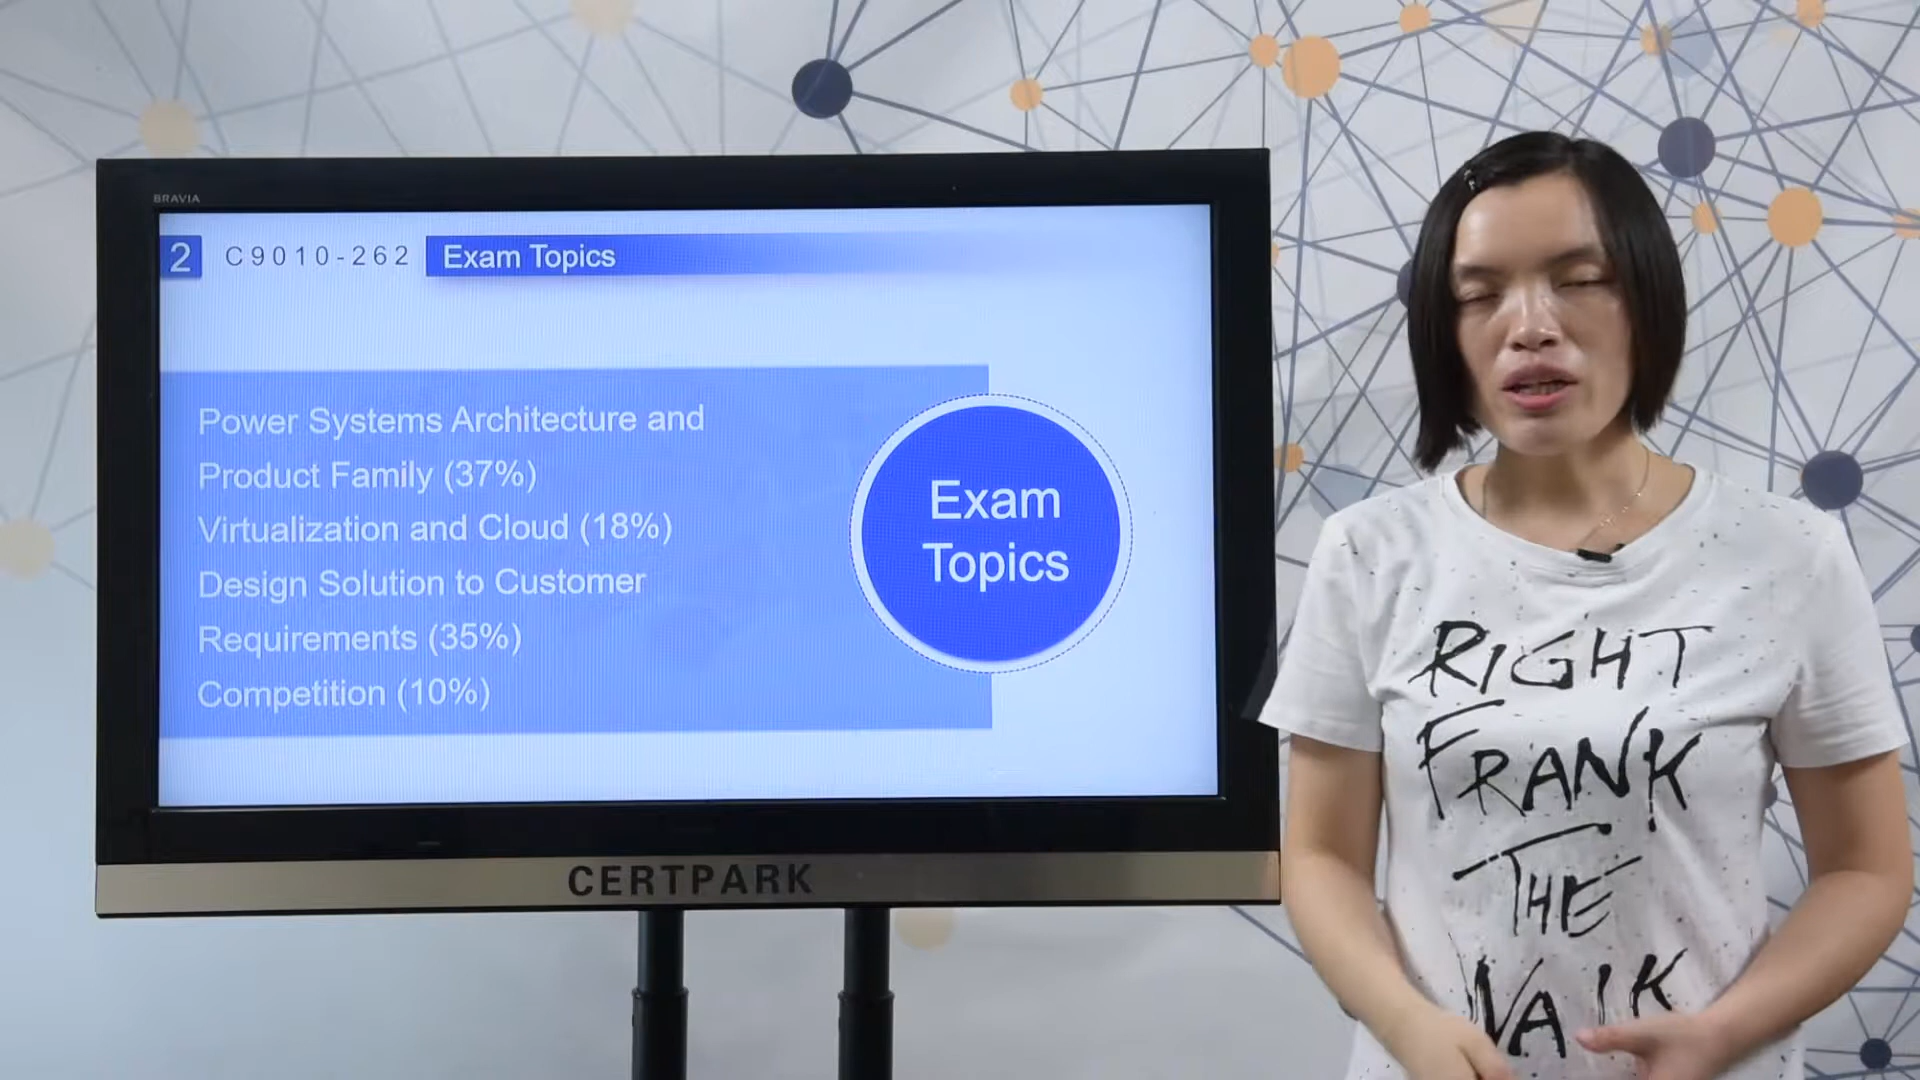 BRAVIA
2 C9010-262 Exam Topics
Power Systems Architecture and
Product Family (37%)
Virtualization and Cloud (18%)
Design Solution to Customer
Requirements (35%)
Competition (10%)
Exam
Topics
CERTPARK
RIGHT
FRANK
THE
WALK